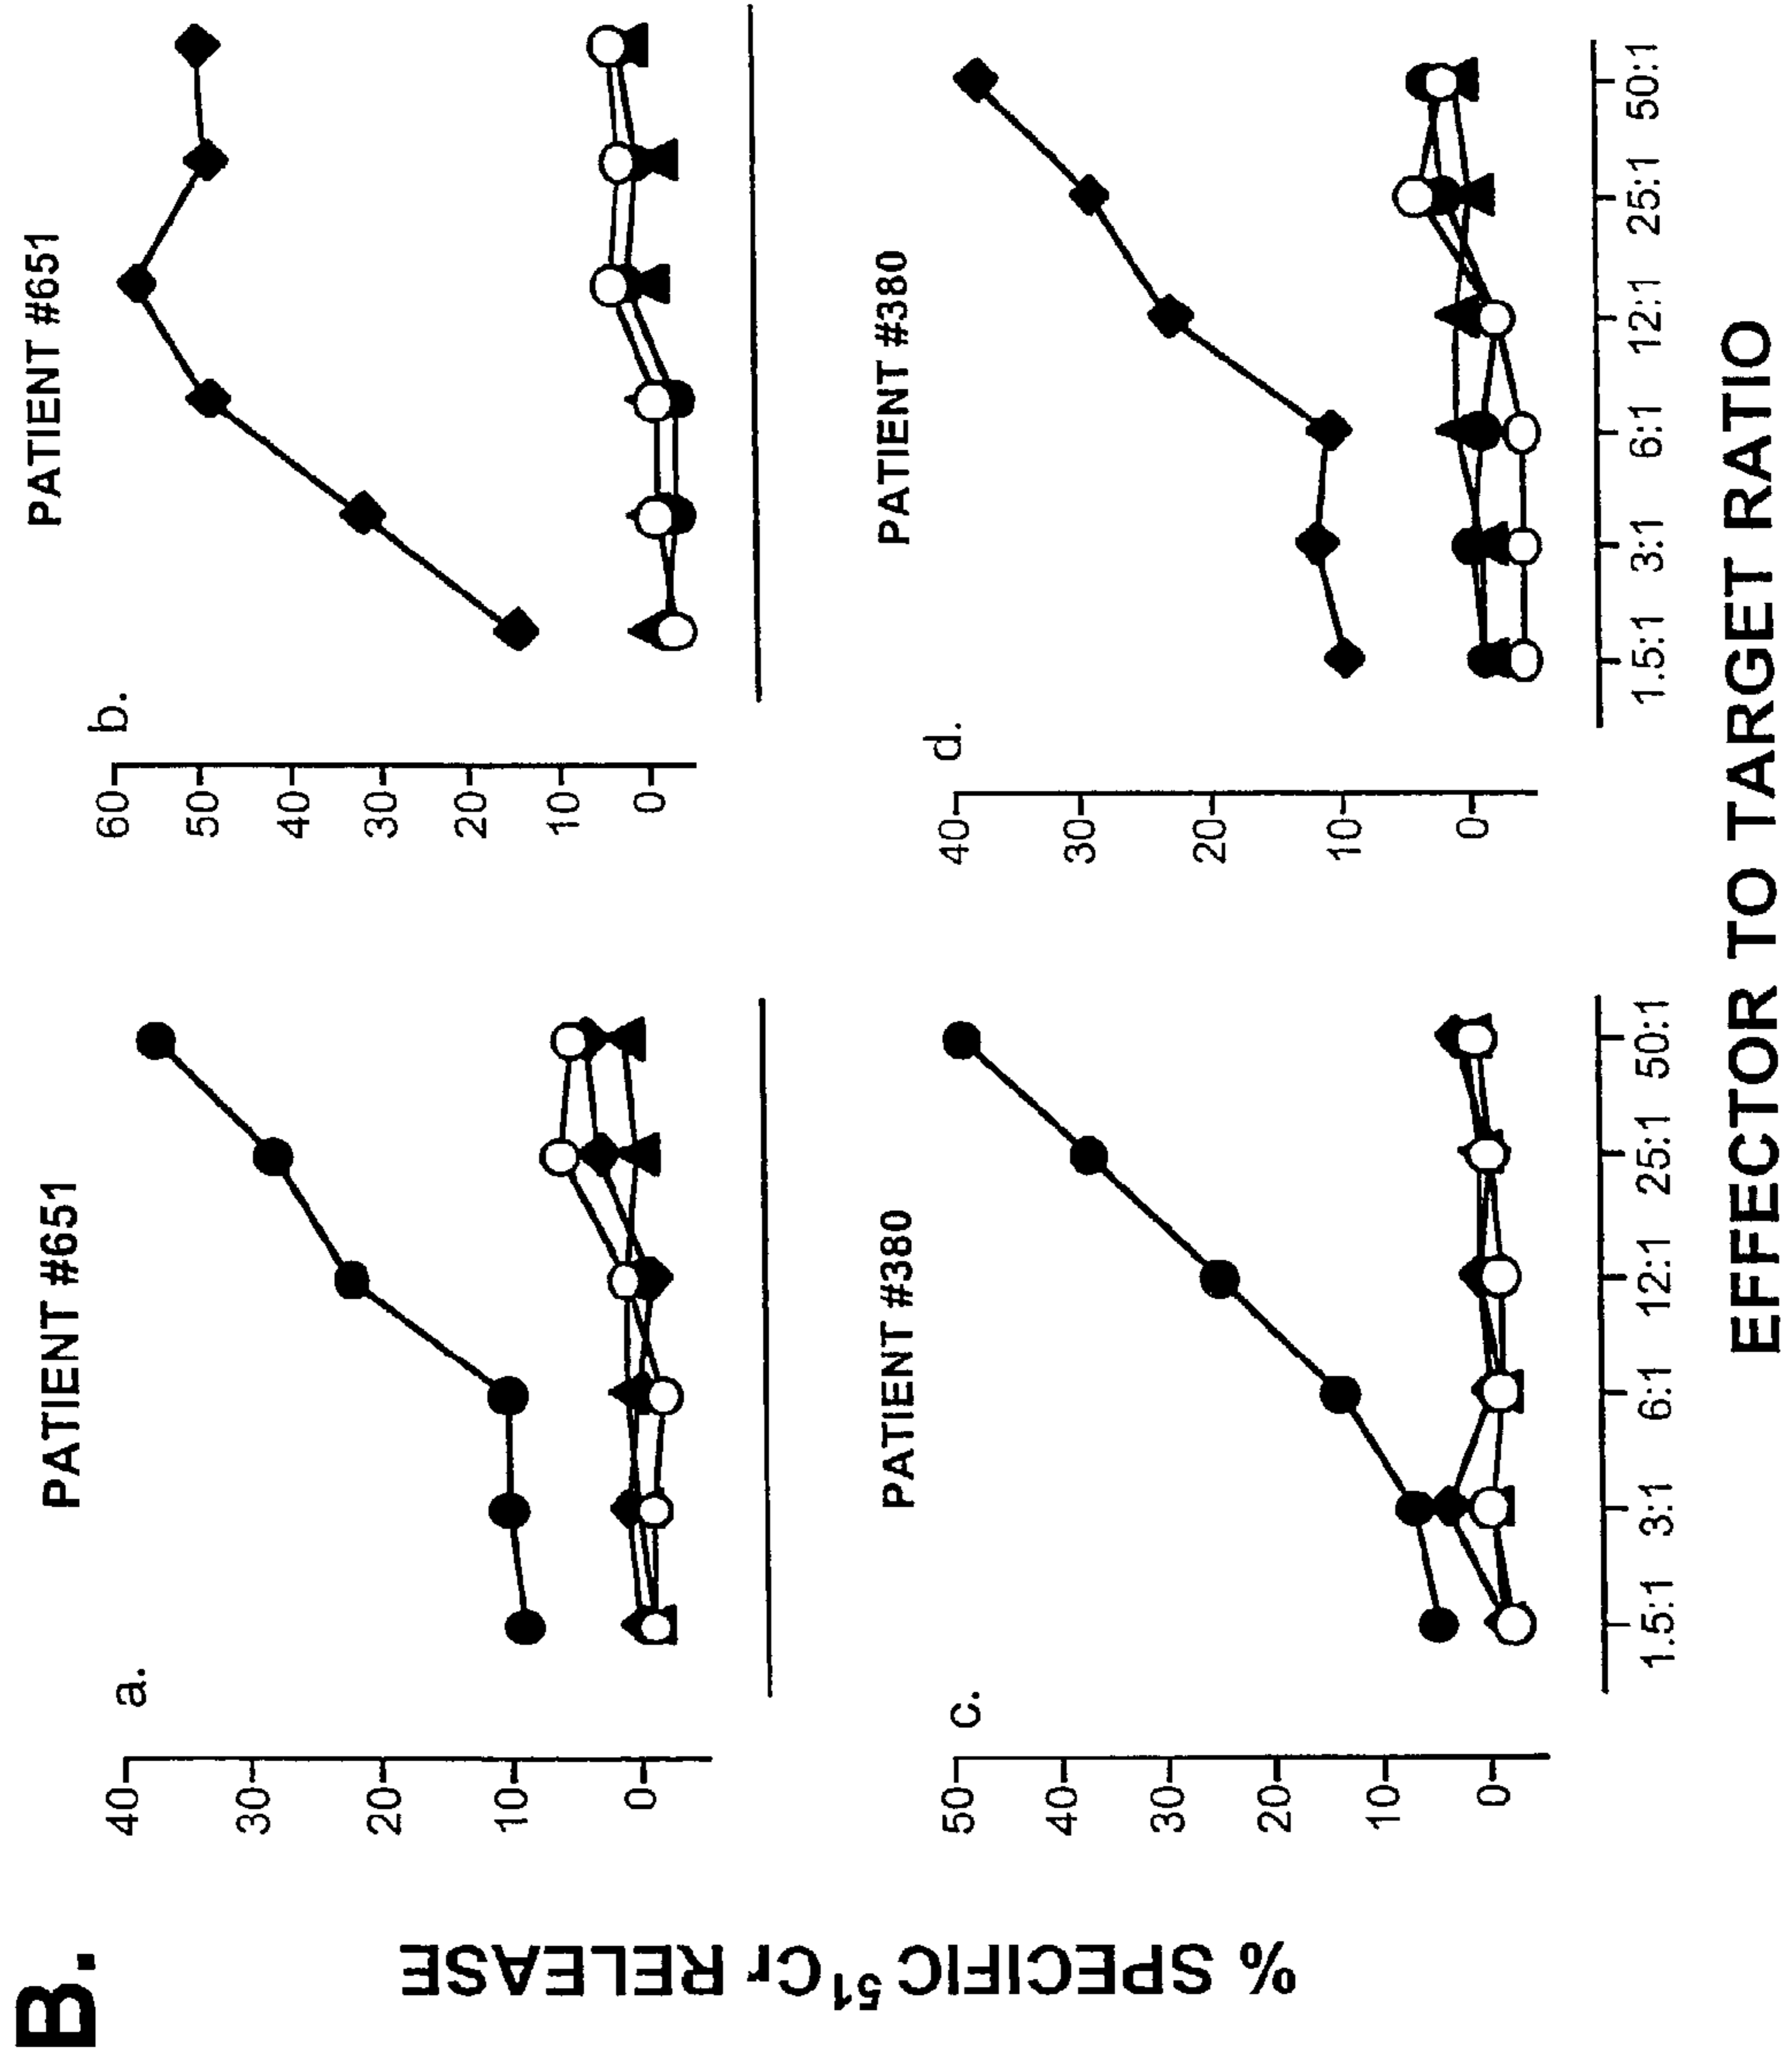 B.
% SPECIFIC ⁵¹Cr RELEASE
PATIENT #651
a.
40
30
20
10
0
PATIENT #651
b.
60
50
40
30
20
10
0
PATIENT #380
c.
50
40
30
20
10
0
1.5:1 3:1 6:1 12:1 25:1 50:1
PATIENT #380
d.
40
30
20
10
0
1.5:1 3:1 6:1 12:1 25:1 50:1
EFFECTOR TO TARGET RATIO